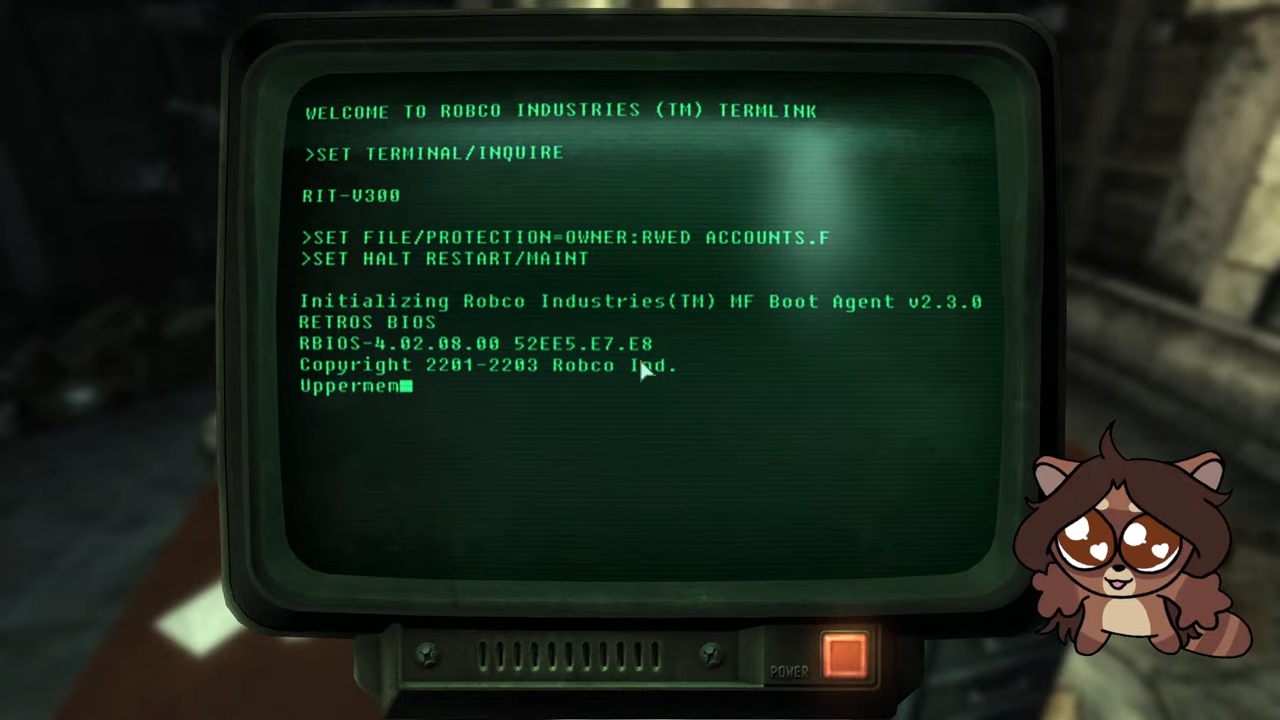 WELCOME TO ROBCO INDUSTRIES (TM) TERMLINK
>SET TERMINAL/INQUIRE
RIT-V300
>SET FILE/PROTECTION=OWNER:RWED ACCOUNTS.F
>SET HALT RESTART/MAINT
Initializing Robco Industries(TM) MF Boot Agent v2.3.0
RETROS BIOS
RBIOS-4.02.08.00 52EE5.E7.E8
Copyright 2201-2203 Robco Ind.
Uppermem
POWER